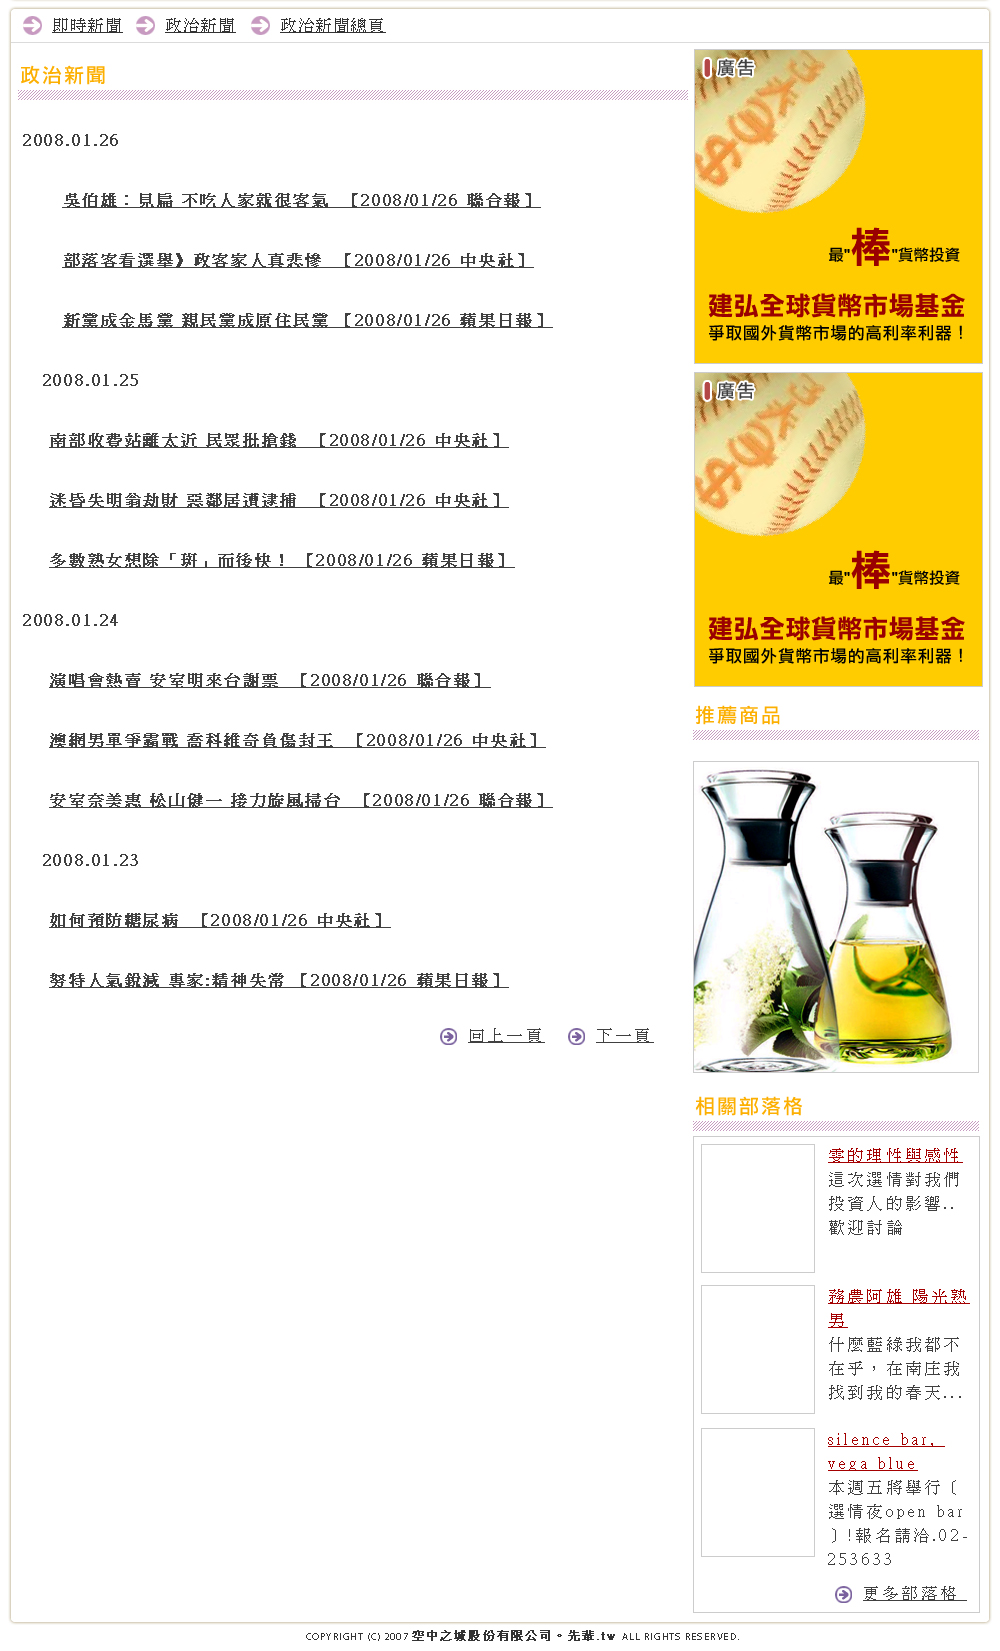 即時新聞 政治新聞 政治新聞總頁
政治新聞
2008.01.26
吳伯雄：見扁 不吃人家就很客氣 【2008/01/26 聯合報】
部落客看選舉》政客家人真悲慘 【2008/01/26 中央社】
新黨成金馬黨 親民黨成原住民黨 【2008/01/26 蘋果日報】
2008.01.25
南部收費站離太近 民眾批搶錢 【2008/01/26 中央社】
迷昏失明翁劫財 惡鄰居遭逮捕 【2008/01/26 中央社】
多數熟女想除「斑」而後快！ 【2008/01/26 蘋果日報】
2008.01.24
演唱會熱賣 安室明來台謝票 【2008/01/26 聯合報】
澳網男單爭霸戰 喬科維奇負傷封王 【2008/01/26 中央社】
安室奈美惠 松山健一 接力旋風掃台 【2008/01/26 聯合報】
2008.01.23
如何預防糖尿病 【2008/01/26 中央社】
努特人氣銳減 專家:精神失常 【2008/01/26 蘋果日報】
回上一頁 下一頁
廣告
最"棒"貨幣投資
建弘全球貨幣市場基金
爭取國外貨幣市場的高利率利器！
廣告
最"棒"貨幣投資
建弘全球貨幣市場基金
爭取國外貨幣市場的高利率利器！
推薦商品
相關部落格
雯的理性與感性
這次選情對我們
投資人的影響..
歡迎討論
務農阿雄 陽光熟
男
什麼藍綠我都不
在乎，在南庄我
找到我的春天...
silence bar,
vega blue
本週五將舉行〔
選情夜open bar
〕!報名請洽.02-
253633
更多部落格
COPYRIGHT (C) 2007 空中之城股份有限公司。先華.tw ALL RIGHTS RESERVED.